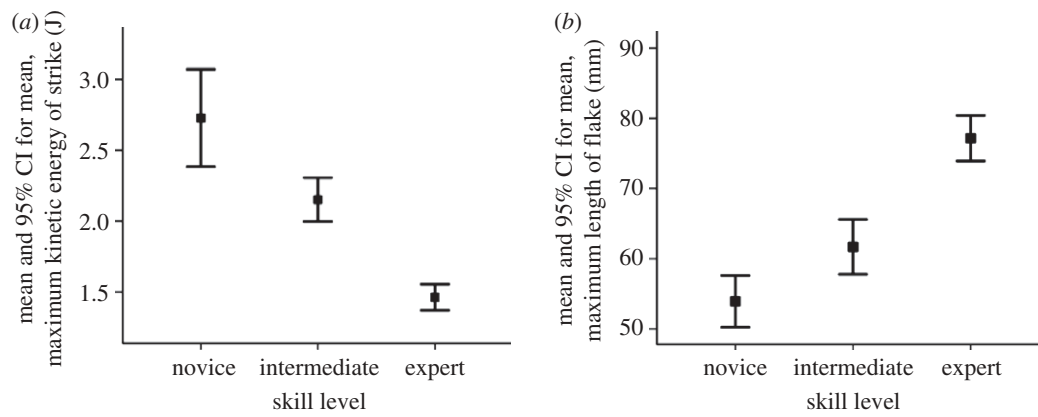 (a)
mean and 95% CI for mean,
maximum kinetic energy of strike (J)
3.0
2.5
2.0
1.5
novice intermediate expert
skill level
(b)
mean and 95% CI for mean,
maximum length of flake (mm)
90
80
70
60
50
novice intermediate expert
skill level